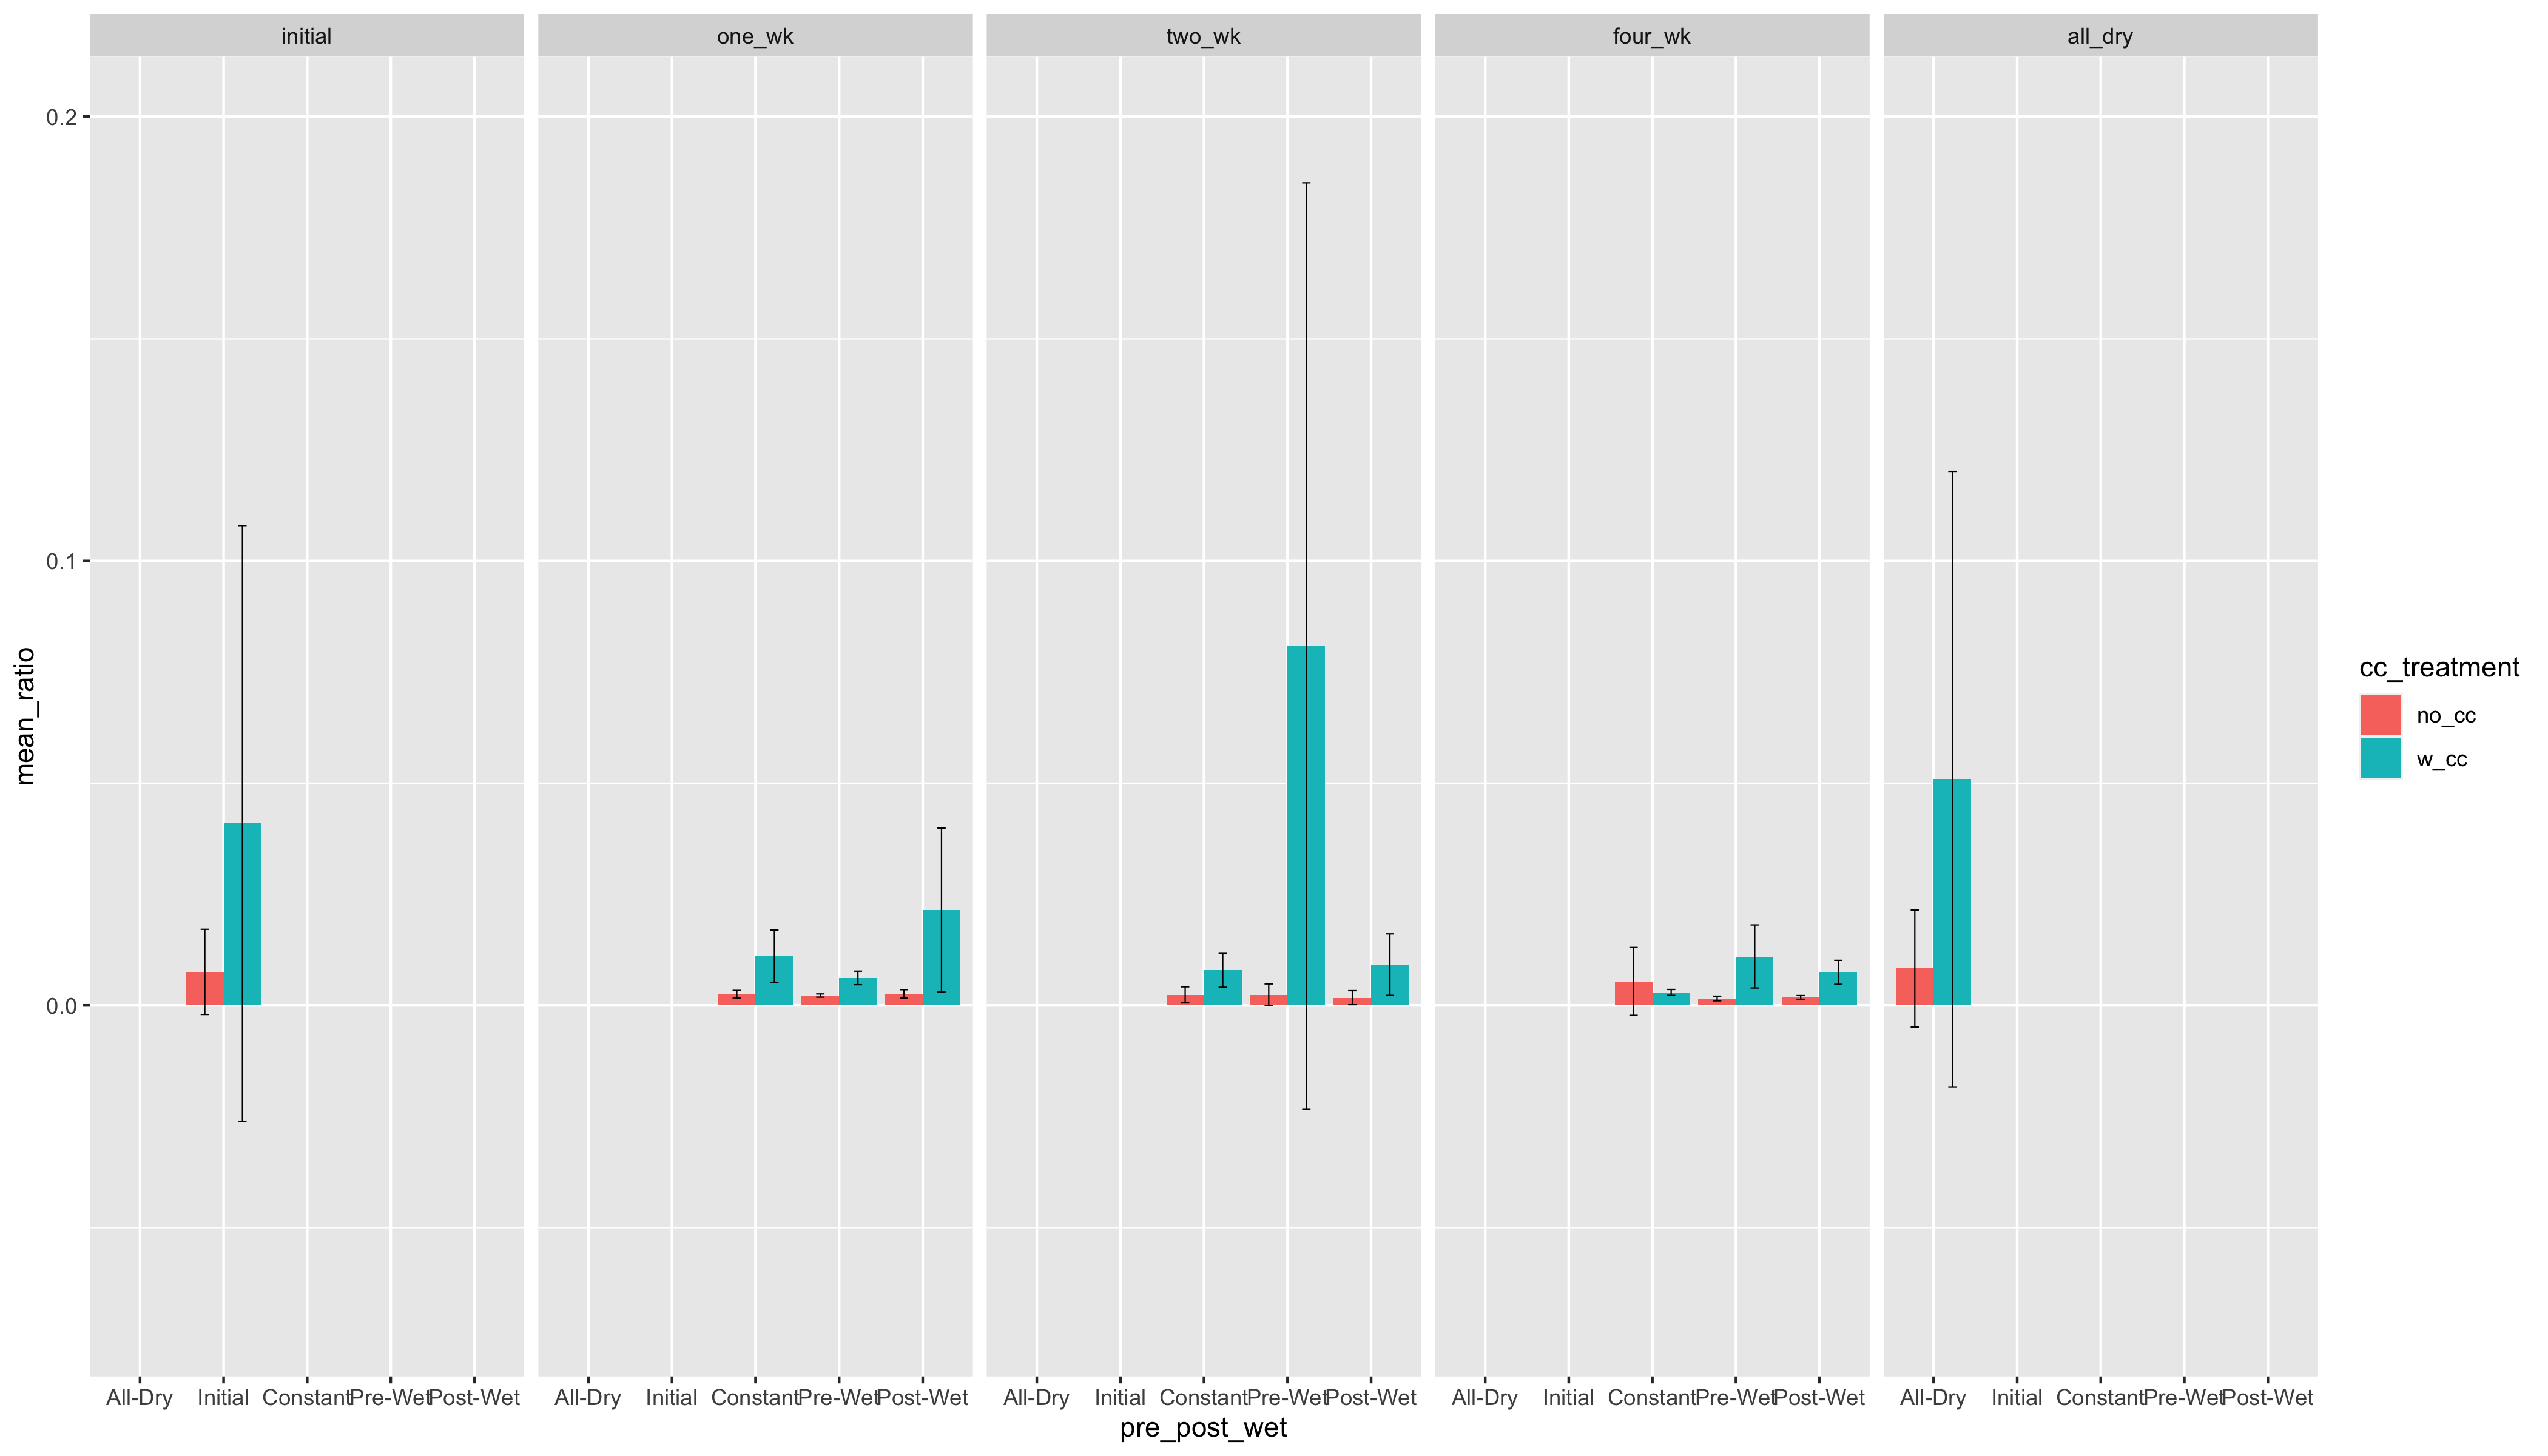 initial one_wk two_wk four_wk all_dry
0.2
0.1
0.0
mean_ratio
All-Dry Initial Constant Pre-Wet Post-Wet All-Dry Initial Constant Pre-Wet Post-Wet All-Dry Initial Constant Pre-Wet Post-Wet All-Dry Initial Constant Pre-Wet Post-Wet All-Dry Initial Constant Pre-Wet Post-Wet
pre_post_wet
cc_treatment
no_cc
w_cc